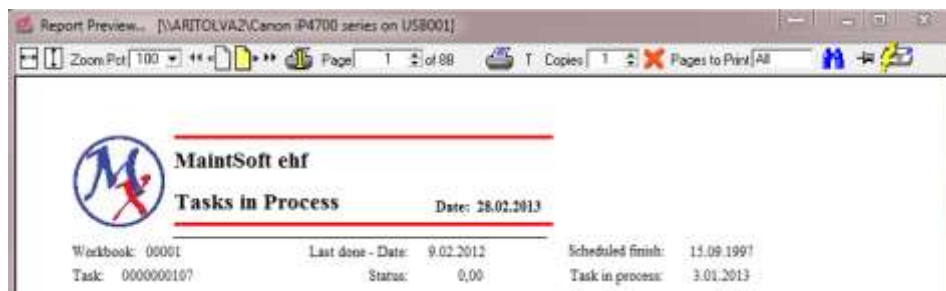 Report Preview... [\\ARITOLVA2\Canon iP4700 series on USB001]
Zoom Pct 100 Page 1 of 88 T Copies 1 Pages to Print All
MaintSoft ehf
Tasks in Process Date: 28.02.2013
Workbook: 00001 Last done - Date: 9.02.2012 Scheduled finish: 15.09.1997
Task: 0000000107 Status: 0,00 Task in process: 3.01.2013